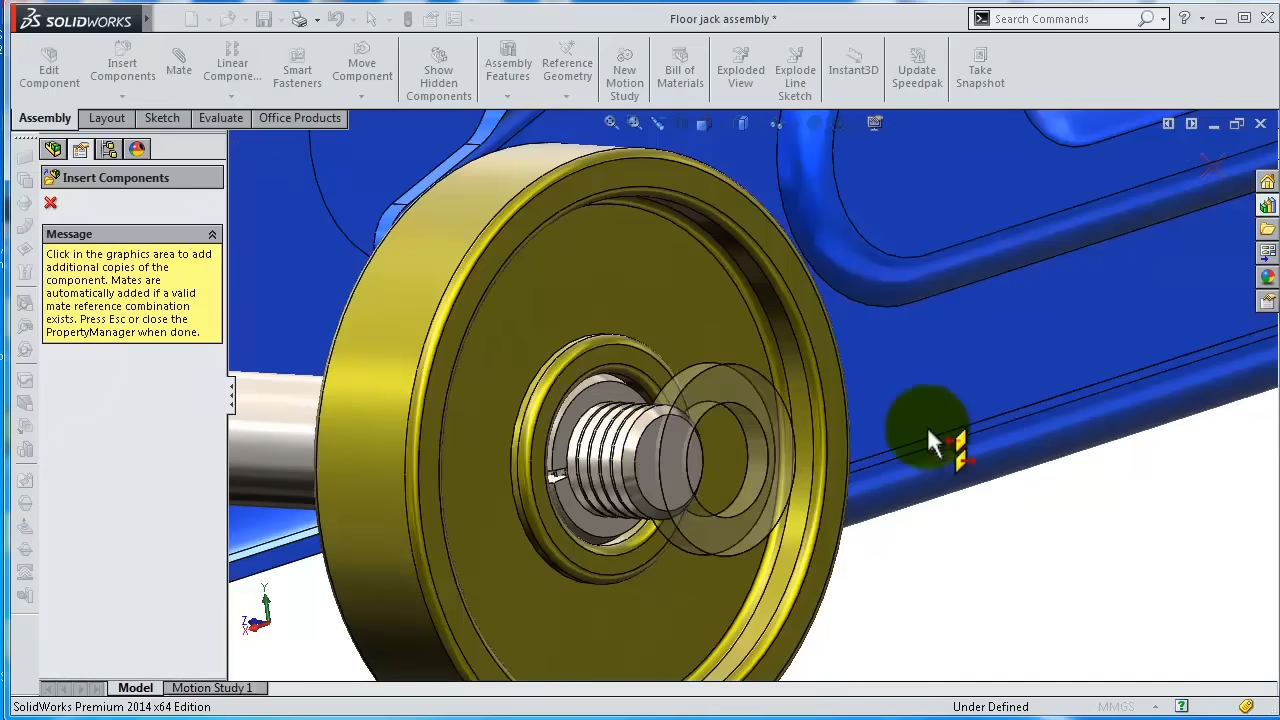 SOLIDWORKS
Floor jack assembly *
Search Commands
Edit
Component
Insert
Components
Mate
Linear
Compone...
Smart
Fasteners
Move
Component
Show
Hidden
Components
Assembly
Features
Reference
Geometry
New
Motion
Study
Bill of
Materials
Exploded
View
Explode
Line
Sketch
Instant3D
Update
Speedpak
Take
Snapshot
Assembly
Layout
Sketch
Evaluate
Office Products
Insert Components
Message
Click in the graphics area to add
additional copies of the
component. Mates are
automatically added if a valid
mate reference combination
exists. Press Esc or close the
PropertyManager when done.
Y
Z
X
Model
Motion Study 1
SolidWorks Premium 2014 x64 Edition
Under Defined
MMGS